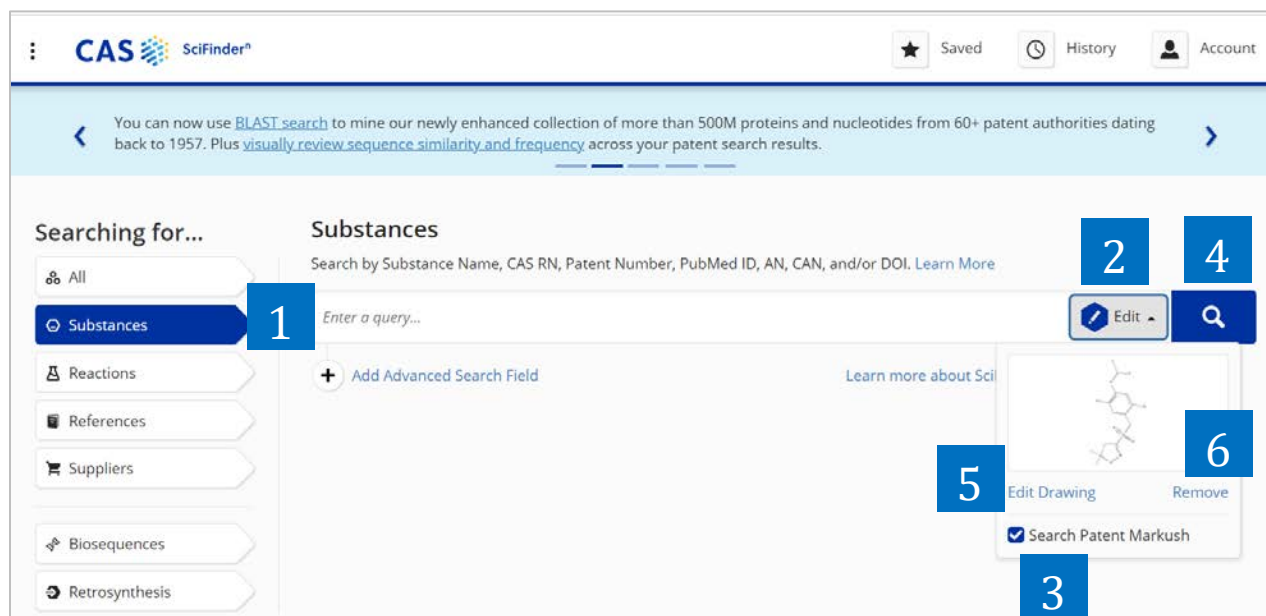 CAS SciFinderⁿ Saved History Account
You can now use BLAST search to mine our newly enhanced collection of more than 500M proteins and nucleotides from 60+ patent authorities dating
back to 1957. Plus visually review sequence similarity and frequency across your patent search results.
Searching for...
All
Substances
Reactions
References
Suppliers
Biosequences
Retrosynthesis
Substances
Search by Substance Name, CAS RN, Patent Number, PubMed ID, AN, CAN, and/or DOI. Learn More
1
Enter a query...
2
Edit
4
Add Advanced Search Field
Learn more about Sci
6
5
Edit Drawing Remove
Search Patent Markush
3